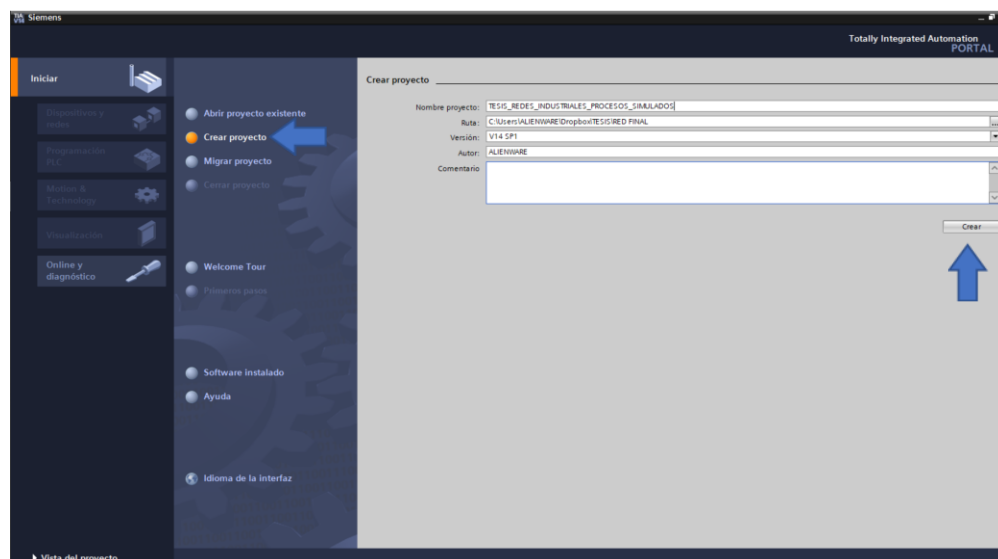 TIA
V14
Siemens
Totally Integrated Automation
PORTAL
Iniciar
Dispositivos y
redes
Programación
PLC
Motion &
Technology
Visualización
Online y
diagnóstico
Abrir proyecto existente
Crear proyecto
Migrar proyecto
Cerrar proyecto
Welcome Tour
Primeros pasos
Software instalado
Ayuda
Idioma de la interfaz
Crear proyecto
Nombre proyecto: TESIS_REDES_INDUSTRIALES_PROCESOS_SIMULADOS
Ruta: C:\Users\ALIENWARE\Dropbox\TESIS\RED FINAL ...
Versión: V14 SP1
Autor: ALIENWARE
Comentario
Crear
Vista del proyecto